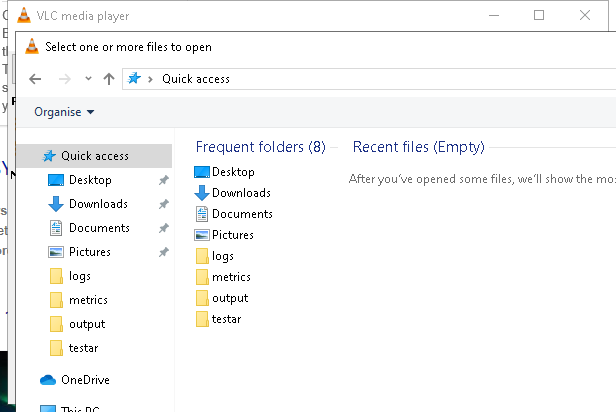 VLC media player
Select one or more files to open
Quick access
Organise
Quick access
Desktop
Downloads
Documents
Pictures
logs
metrics
output
testar
OneDrive
This PC
Frequent folders (8)
Desktop
Downloads
Documents
Pictures
logs
metrics
output
testar
Recent files (Empty)
After you've opened some files, we'll show the mos